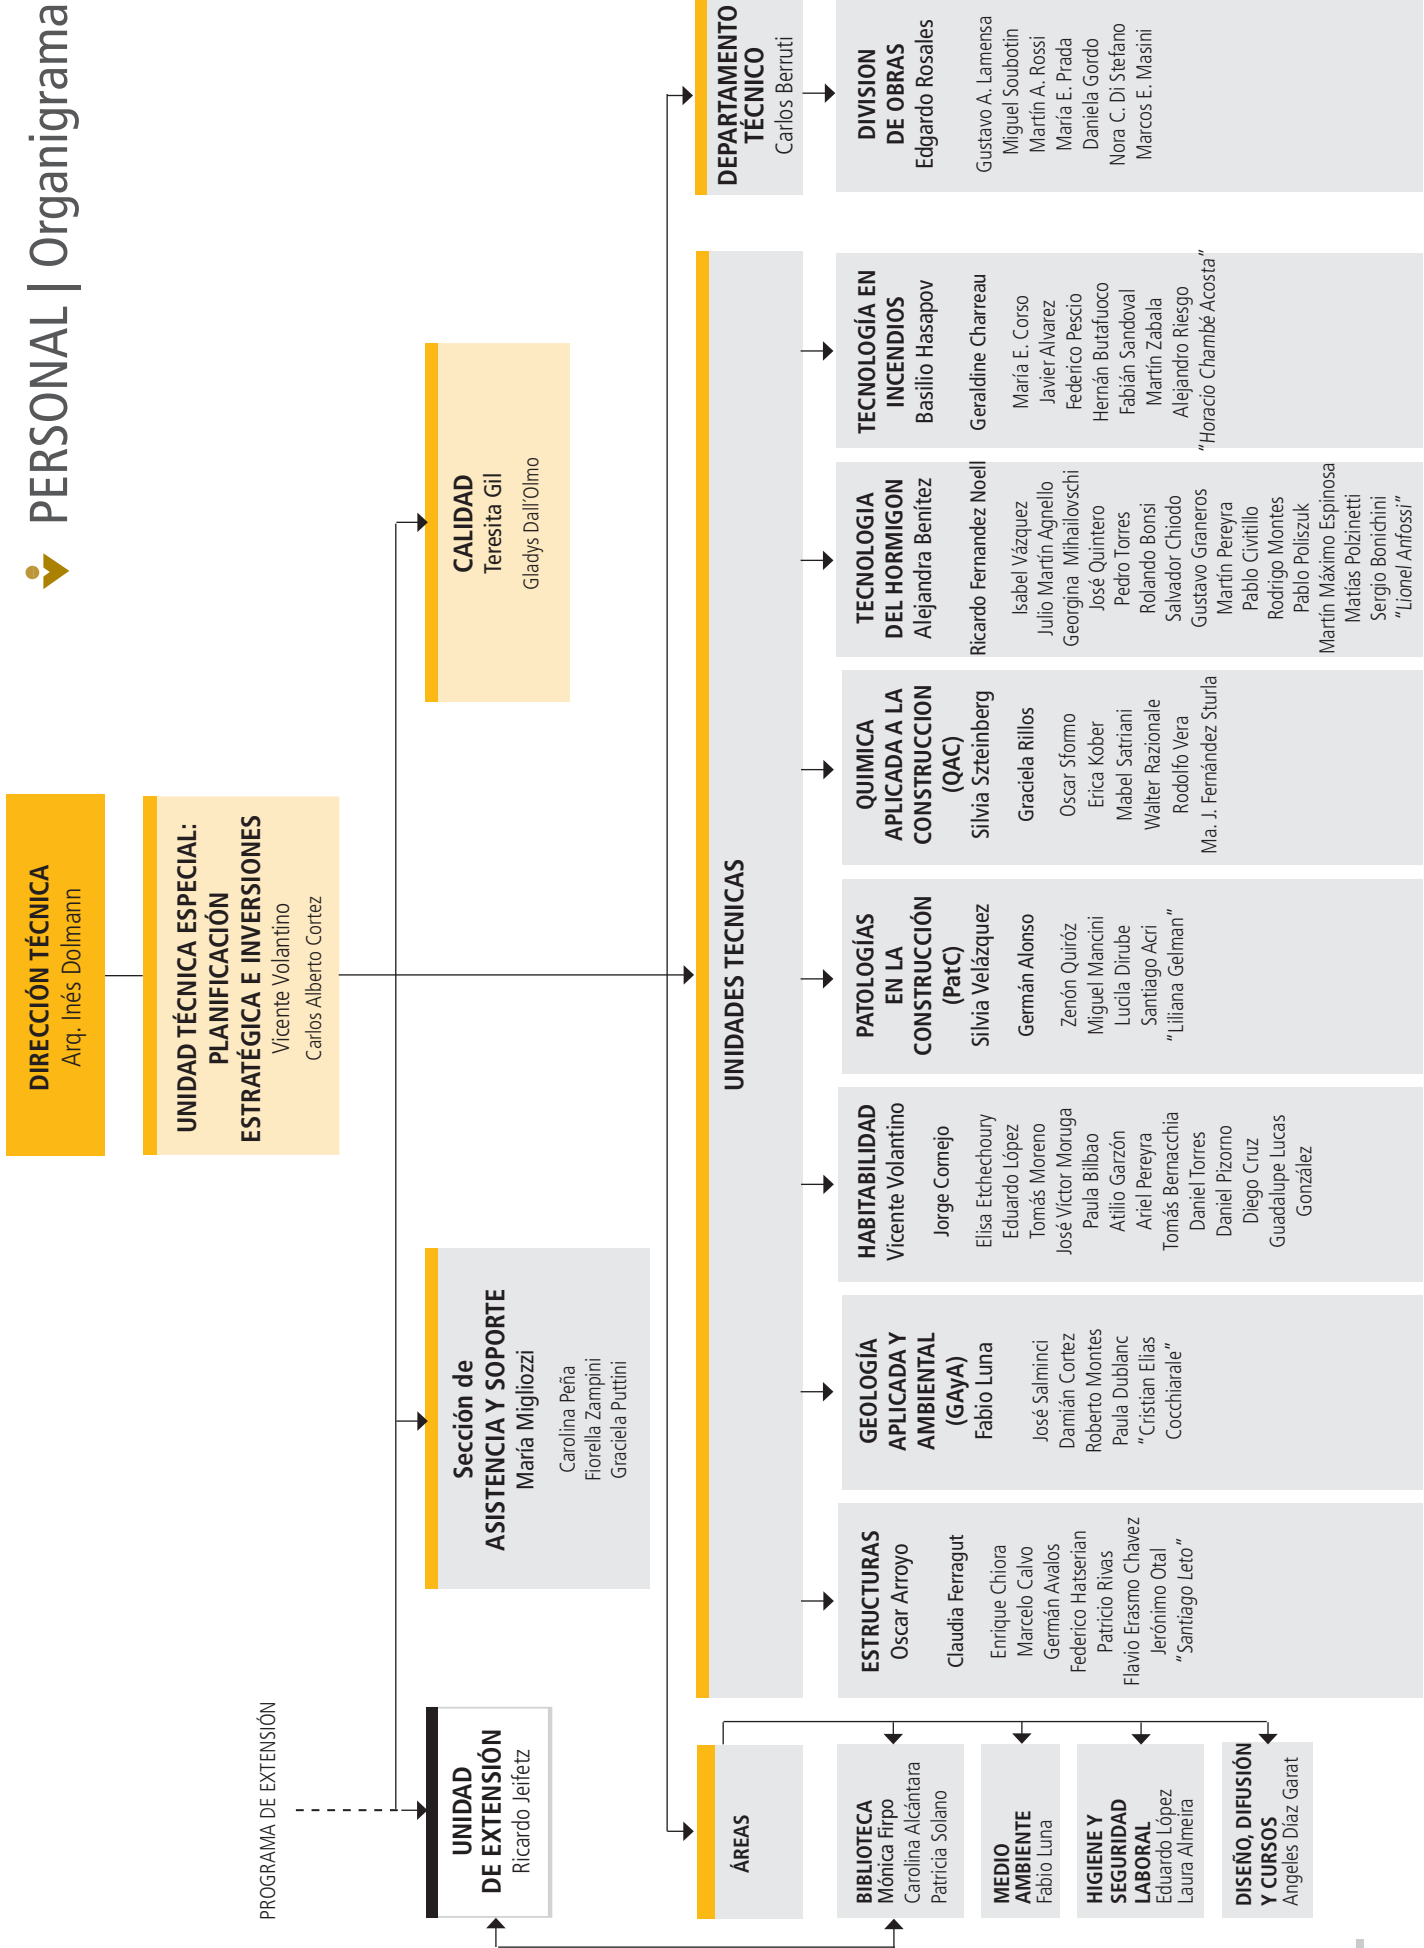 PERSONAL | Organigrama
DIRECCIÓN TÉCNICA
Arq. Inés Dolmann
UNIDAD TÉCNICA ESPECIAL:
PLANIFICACIÓN
ESTRATÉGICA E INVERSIONES
Vicente Volantino
Carlos Alberto Cortez
PROGRAMA DE EXTENSIÓN
UNIDAD
DE EXTENSIÓN
Ricardo Jeifetz
Sección de
ASISTENCIA Y SOPORTE
María Migliozzi
Carolina Peña
Fiorella Zampini
Graciela Puttini
CALIDAD
Teresita Gil
Gladys Dall´Olmo
ÁREAS
BIBLIOTECA
Mónica Firpo
Carolina Alcántara
Patricia Solano
MEDIO
AMBIENTE
Fabio Luna
HIGIENE Y
SEGURIDAD
LABORAL
Eduardo López
Laura Almeira
DISEÑO, DIFUSIÓN
Y CURSOS
Angeles Díaz Garat
UNIDADES TECNICAS
ESTRUCTURAS
Oscar Arroyo
Claudia Ferragut
Enrique Chiora
Marcelo Calvo
Germán Avalos
Federico Hatserian
Patricio Rivas
Flavio Erasmo Chavez
Jerónimo Otal
“Santiago Leto”
GEOLOGÍA
APLICADA Y
AMBIENTAL
(GAyA)
Fabio Luna
José Salminci
Damián Cortez
Roberto Montes
Paula Dublanc
“Cristian Elias
Cocchiarale”
HABITABILIDAD
Vicente Volantino
Jorge Cornejo
Elisa Etchechoury
Eduardo López
Tomás Moreno
José Víctor Moruga
Paula Bilbao
Atilio Garzón
Ariel Pereyra
Tomás Bernacchia
Daniel Torres
Daniel Pizorno
Diego Cruz
Guadalupe Lucas
González
PATOLOGÍAS
EN LA
CONSTRUCCIÓN
(PatC)
Silvia Velázquez
Germán Alonso
Zenón Quiróz
Miguel Mancini
Lucila Dirube
Santiago Acri
“Liliana Gelman”
QUIMICA
APLICADA A LA
CONSTRUCCION
(QAC)
Silvia Szteinberg
Graciela Rillos
Oscar Sformo
Erica Kober
Mabel Satriani
Walter Razionale
Rodolfo Vera
Ma. J. Fernández Sturla
TECNOLOGIA
DEL HORMIGON
Alejandra Benítez
Ricardo Fernandez Noell
Isabel Vázquez
Julio Martín Agnello
Georgina Mihailovschi
José Quintero
Pedro Torres
Rolando Bonsi
Salvador Chiodo
Gustavo Graneros
Martín Pereyra
Pablo Civitillo
Rodrigo Montes
Pablo Poliszuk
Martín Máximo Espinosa
Matías Polzinetti
Sergio Bonichini
“Lionel Anfossi”
TECNOLOGÍA EN
INCENDIOS
Basilio Hasapov
Geraldine Charreau
María E. Corso
Javier Alvarez
Federico Pescio
Hernán Butafuoco
Fabián Sandoval
Martín Zabala
Alejandro Riesgo
“Horacio Chambé Acosta”
DEPARTAMENTO
TÉCNICO
Carlos Berruti
DIVISION
DE OBRAS
Edgardo Rosales
Gustavo A. Lamensa
Miguel Soubotin
Martín A. Rossi
María E. Prada
Daniela Gordo
Nora C. Di Stefano
Marcos E. Masini